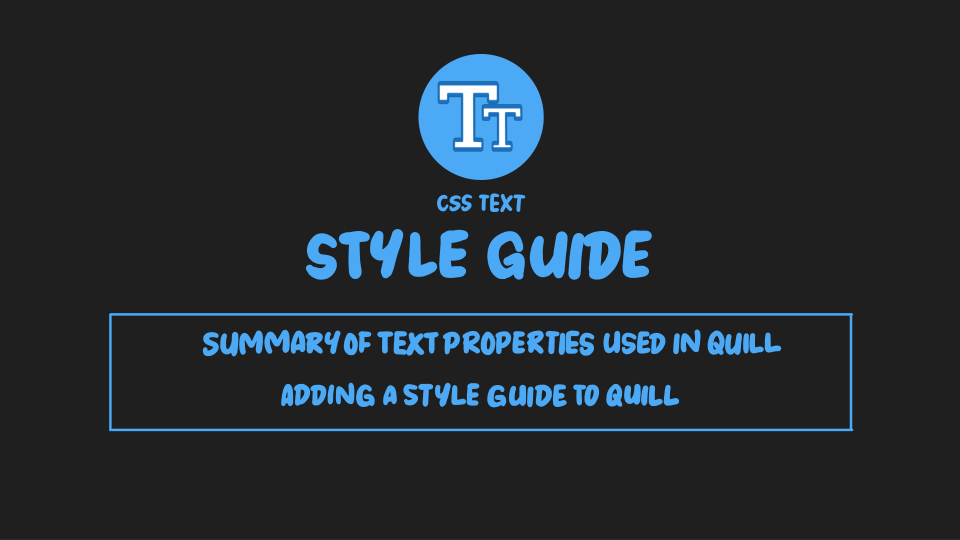 TT
CSS TEXT
STYLE GUIDE
SUMMARY OF TEXT PROPERTIES USED IN QUILL
ADDING A STYLE GUIDE TO QUILL